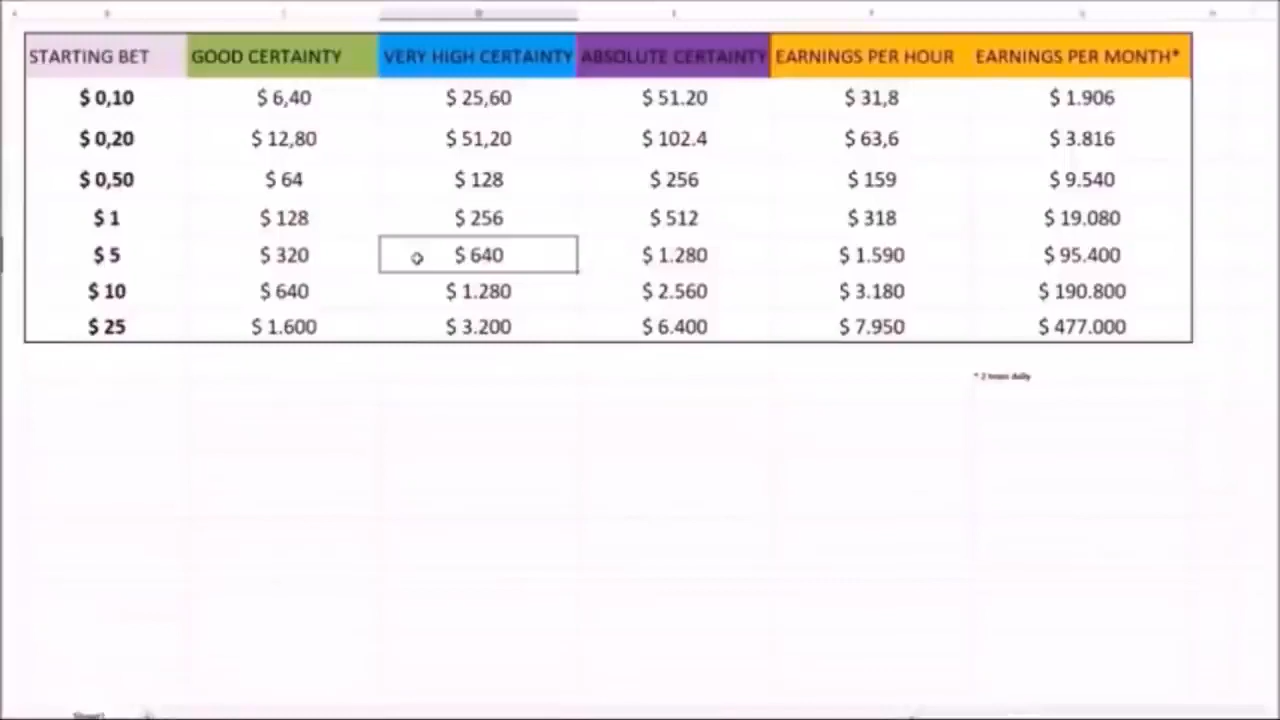 STARTING BET GOOD CERTAINTY VERY HIGH CERTAINTY ABSOLUTE CERTAINTY EARNINGS PER HOUR EARNINGS PER MONTH*
$ 0,10 $ 6,40 $ 25,60 $ 51.20 $ 31,8 $ 1.906
$ 0,20 $ 12,80 $ 51,20 $ 102.4 $ 63,6 $ 3.816
$ 0,50 $ 64 $ 128 $ 256 $ 159 $ 9.540
$ 1 $ 128 $ 256 $ 512 $ 318 $ 19.080
$ 5 $ 320 $ 640 $ 1.280 $ 1.590 $ 95.400
$ 10 $ 640 $ 1.280 $ 2.560 $ 3.180 $ 190.800
$ 25 $ 1.600 $ 3.200 $ 6.400 $ 7.950 $ 477.000